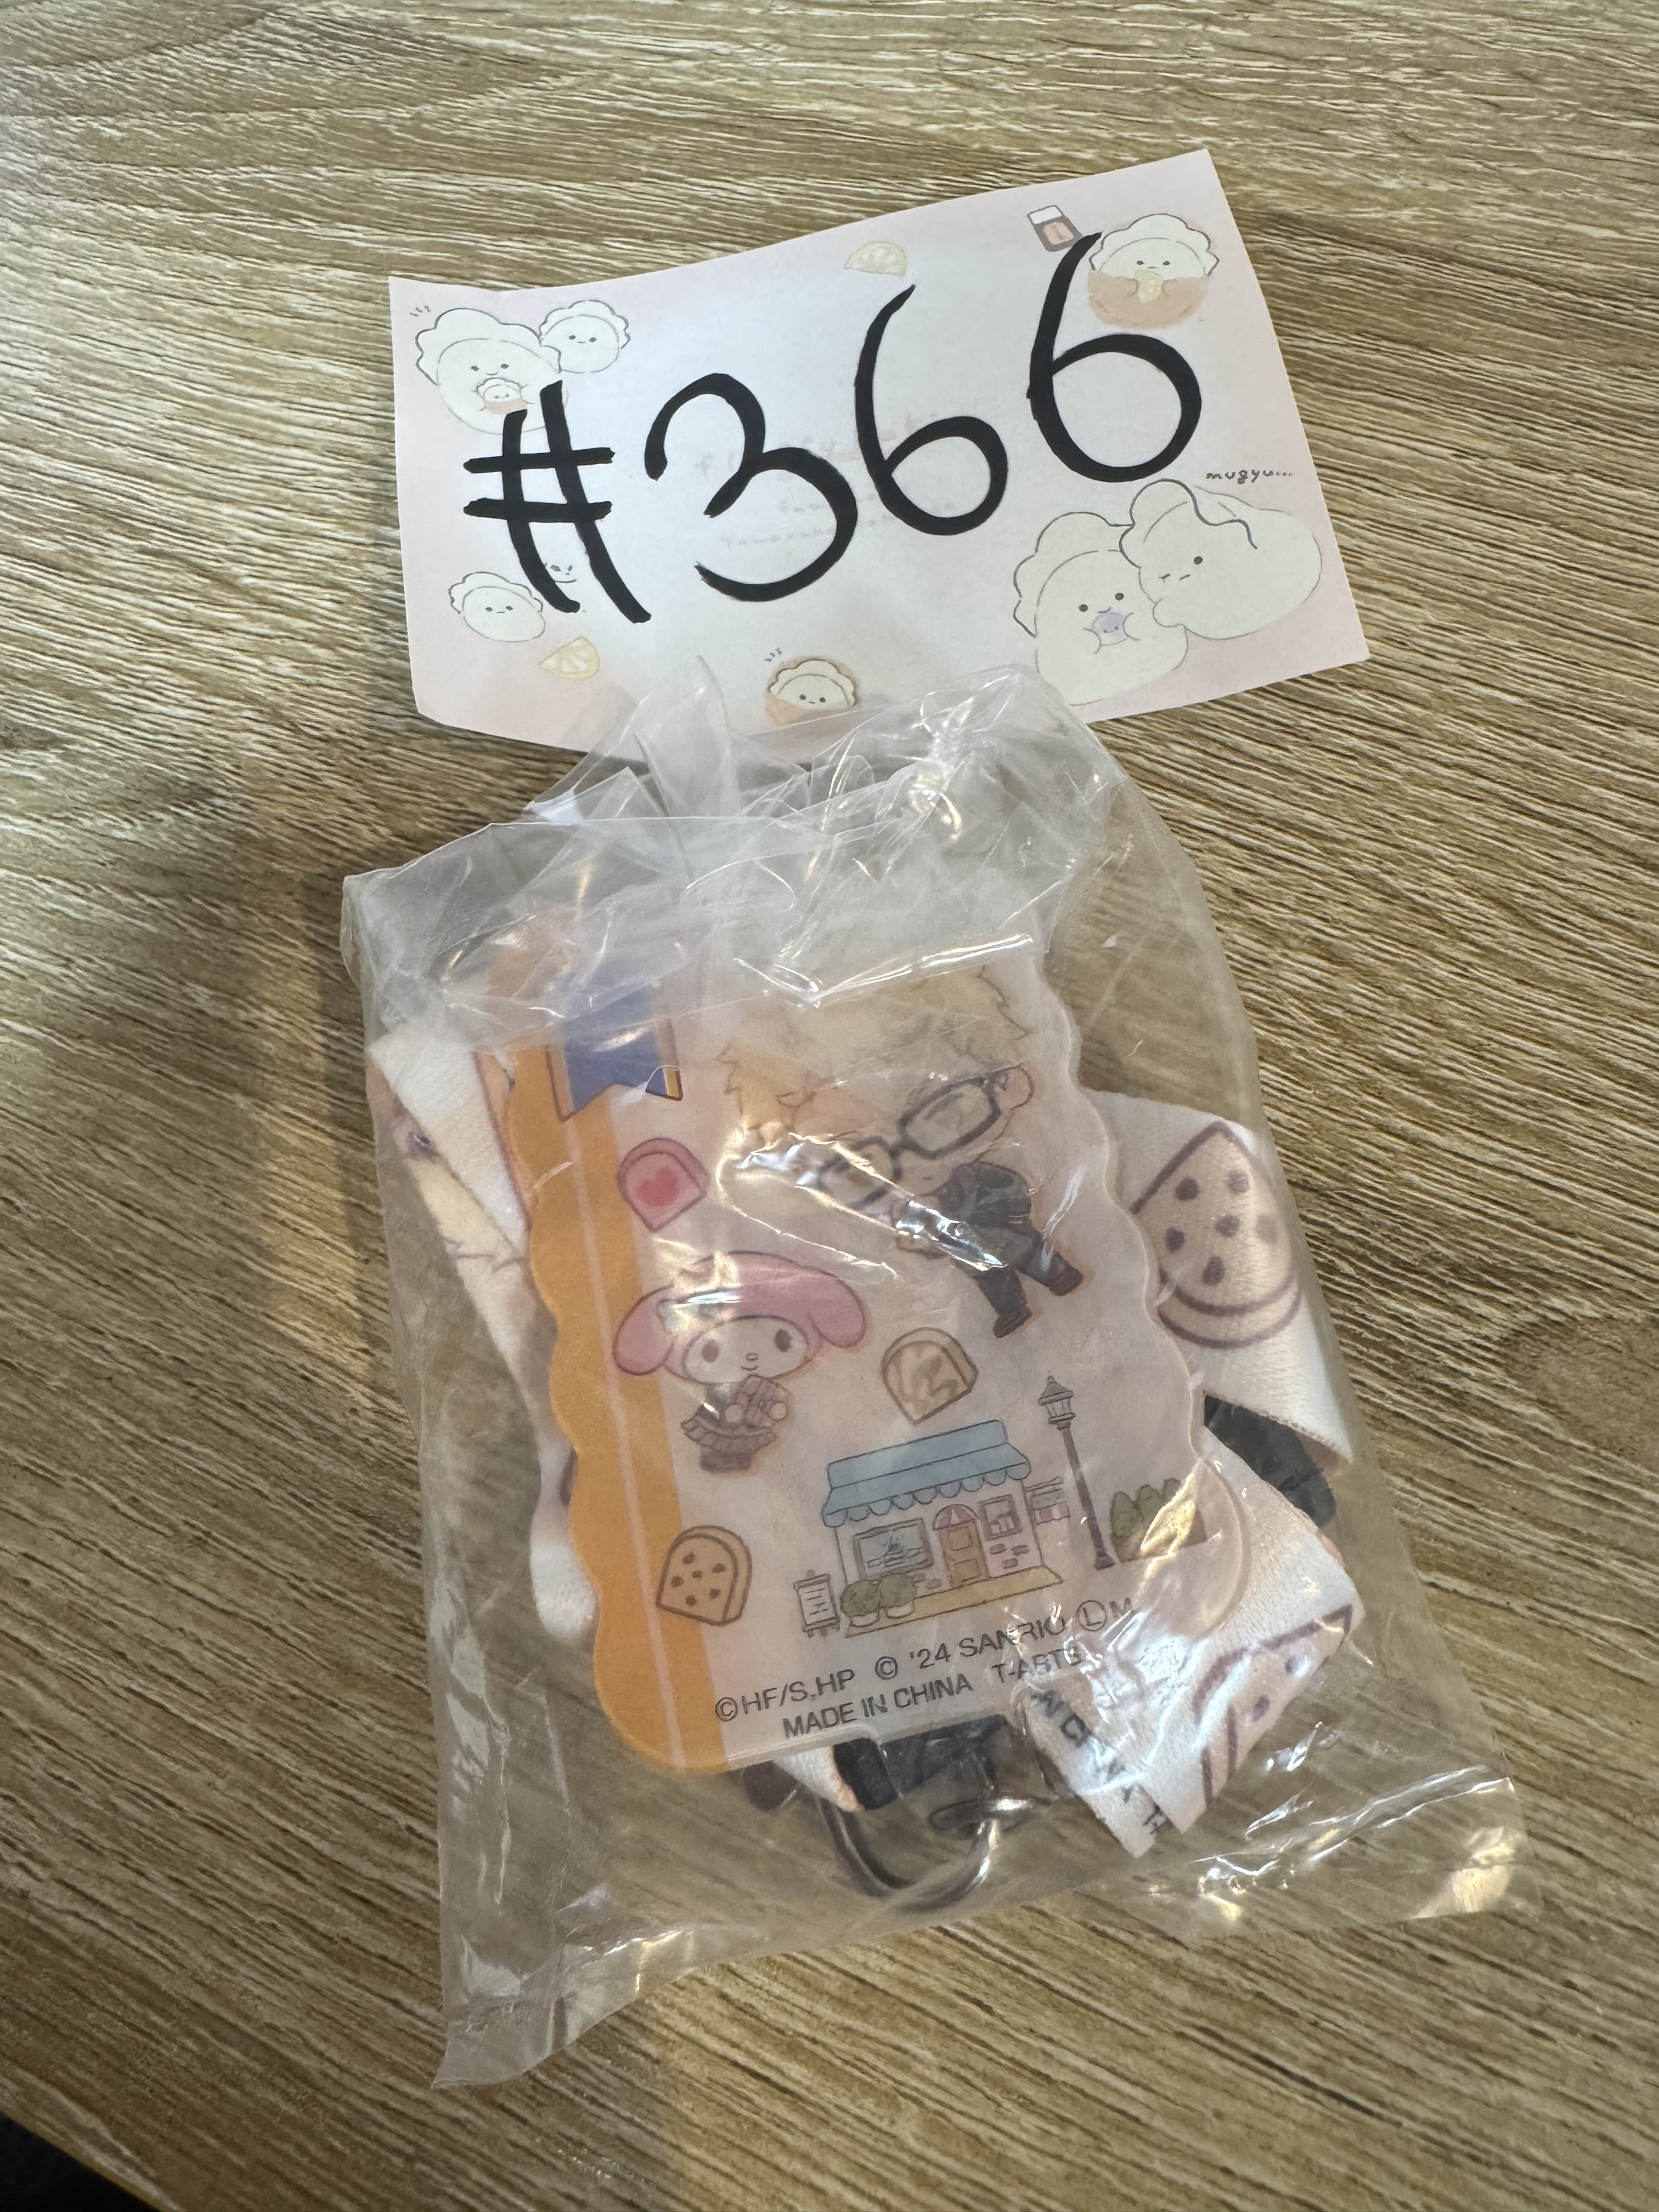 #366
mugyu...
©HF/S,HP © '24 SANRIO Ⓛ M
MADE IN CHINA T-ARTS